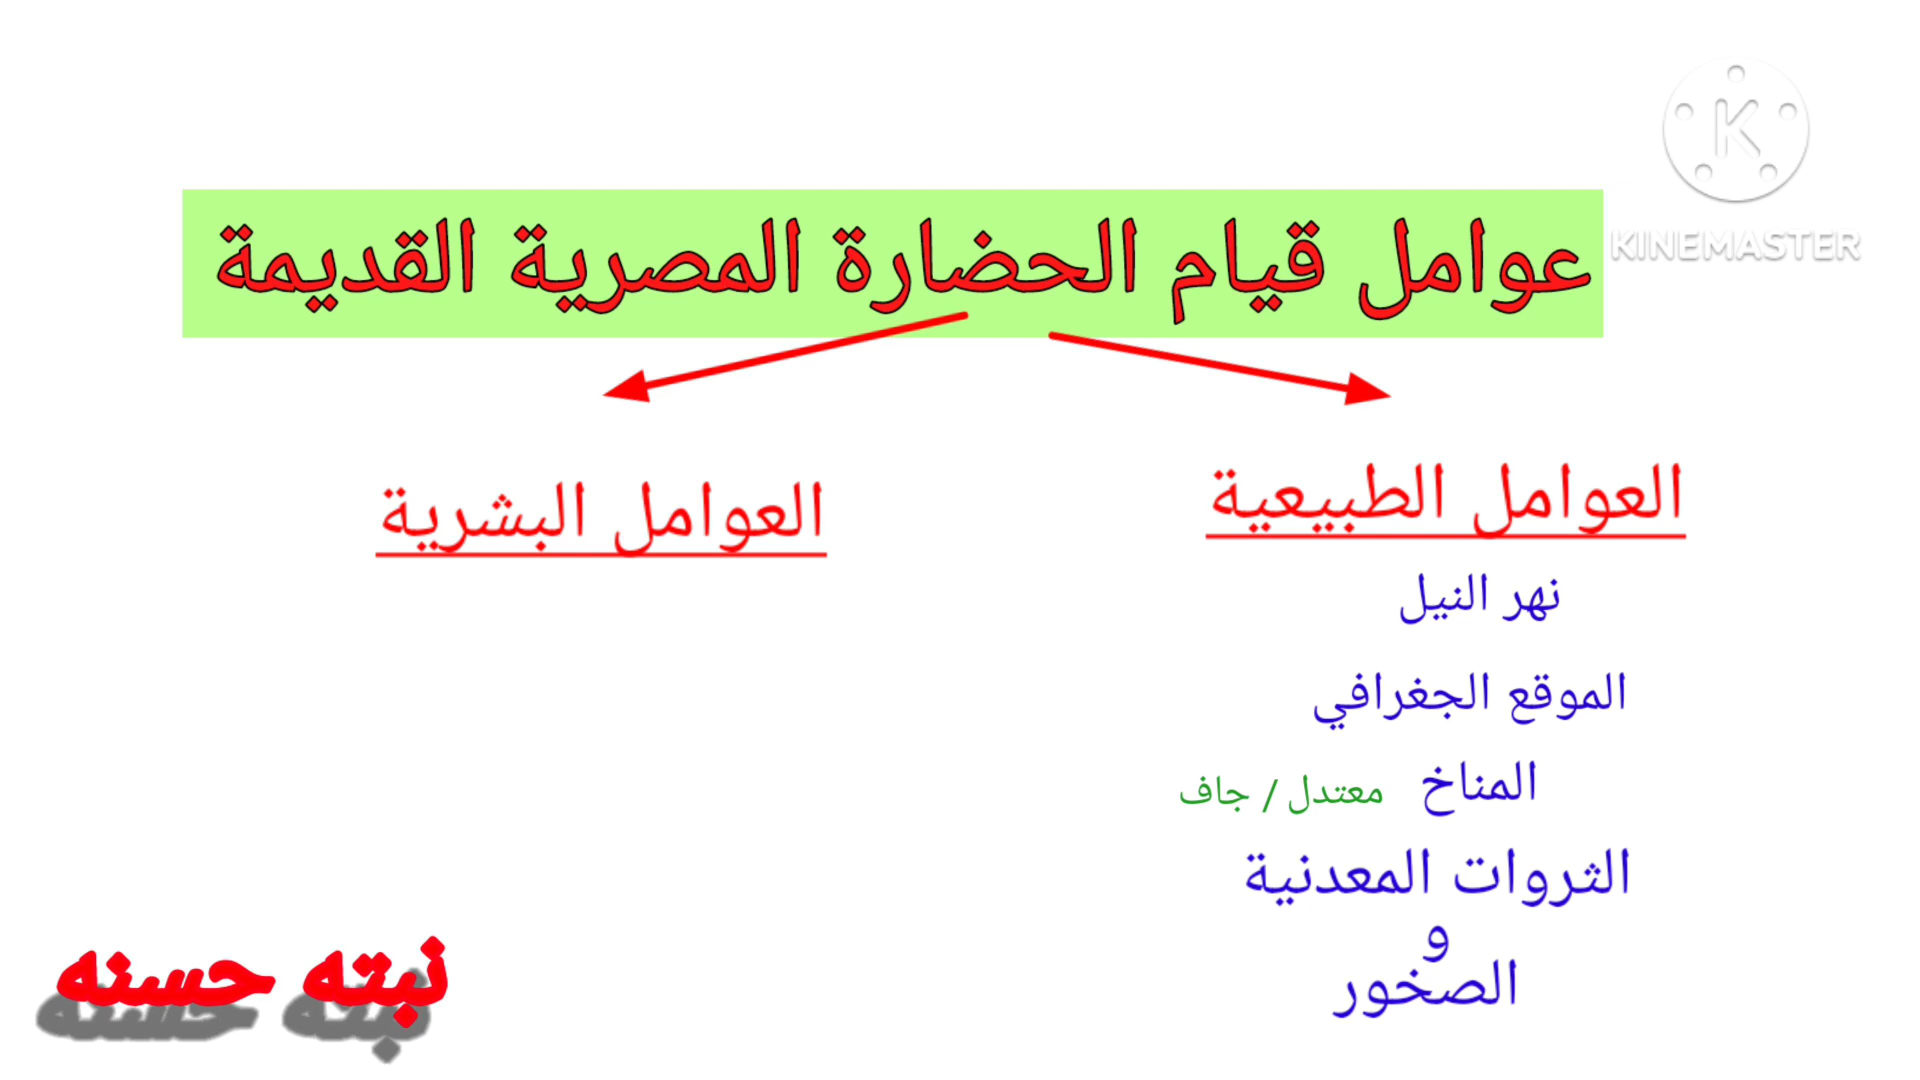 K
KINEMASTER
عوامل قيام الحضارة المصرية القديمة
العوامل الطبيعية
نهر النيل
الموقع الجغرافي
المناخ معتدل / جاف
الثروات المعدنية
و
الصخور
العوامل البشرية
نبته حسنه